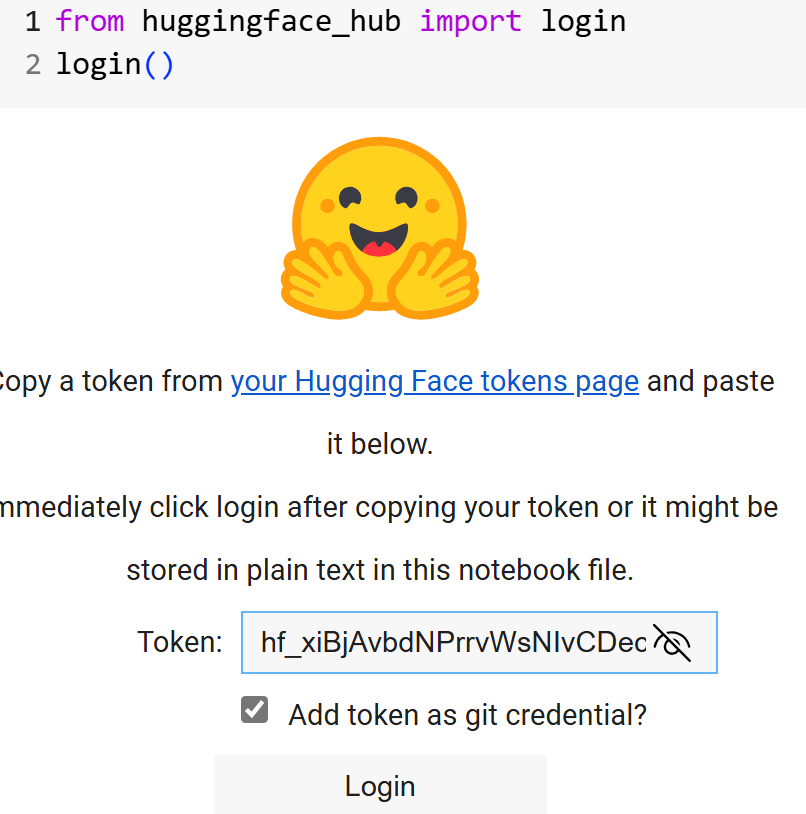 1 from huggingface_hub import login
2 login()
Copy a token from your Hugging Face tokens page and paste
it below.
mmediately click login after copying your token or it might be
stored in plain text in this notebook file.
Token: hf_xiBjAvbdNPrrvWsNIvCDec
Add token as git credential?
Login